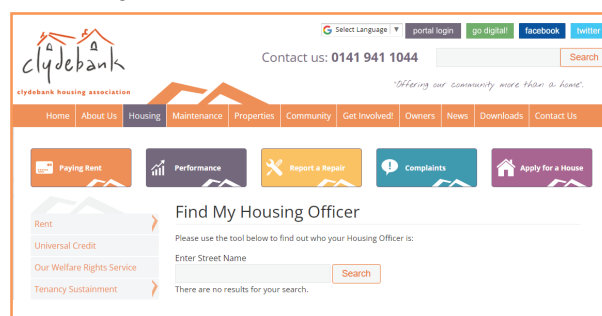 Select Language ▼
portal login
go digital!
facebook
twitter
clydebank
clydebank housing association
Contact us: 0141 941 1044
Search
"Offering our community more than a home".
Home About Us Housing Maintenance Properties Community Get Involved! Owners News Downloads Contact Us
Paying Rent
Performance
Report a Repair
Complaints
Apply for a House
Rent
Universal Credit
Our Welfare Rights Service
Tenancy Sustainment
Find My Housing Officer
Please use the tool below to find out who your Housing Officer is:
Enter Street Name
Search
There are no results for your search.